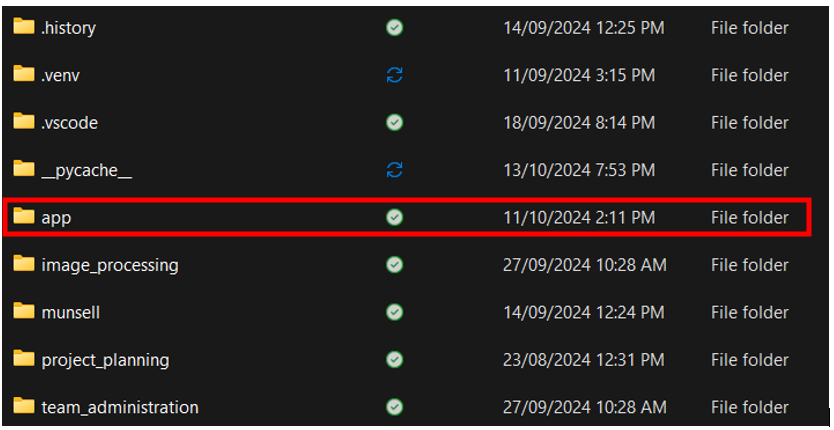 .history 14/09/2024 12:25 PM File folder
.venv 11/09/2024 3:15 PM File folder
.vscode 18/09/2024 8:14 PM File folder
__pycache__ 13/10/2024 7:53 PM File folder
app 11/10/2024 2:11 PM File folder
image_processing 27/09/2024 10:28 AM File folder
munsell 14/09/2024 12:24 PM File folder
project_planning 23/08/2024 12:31 PM File folder
team_administration 27/09/2024 10:28 AM File folder